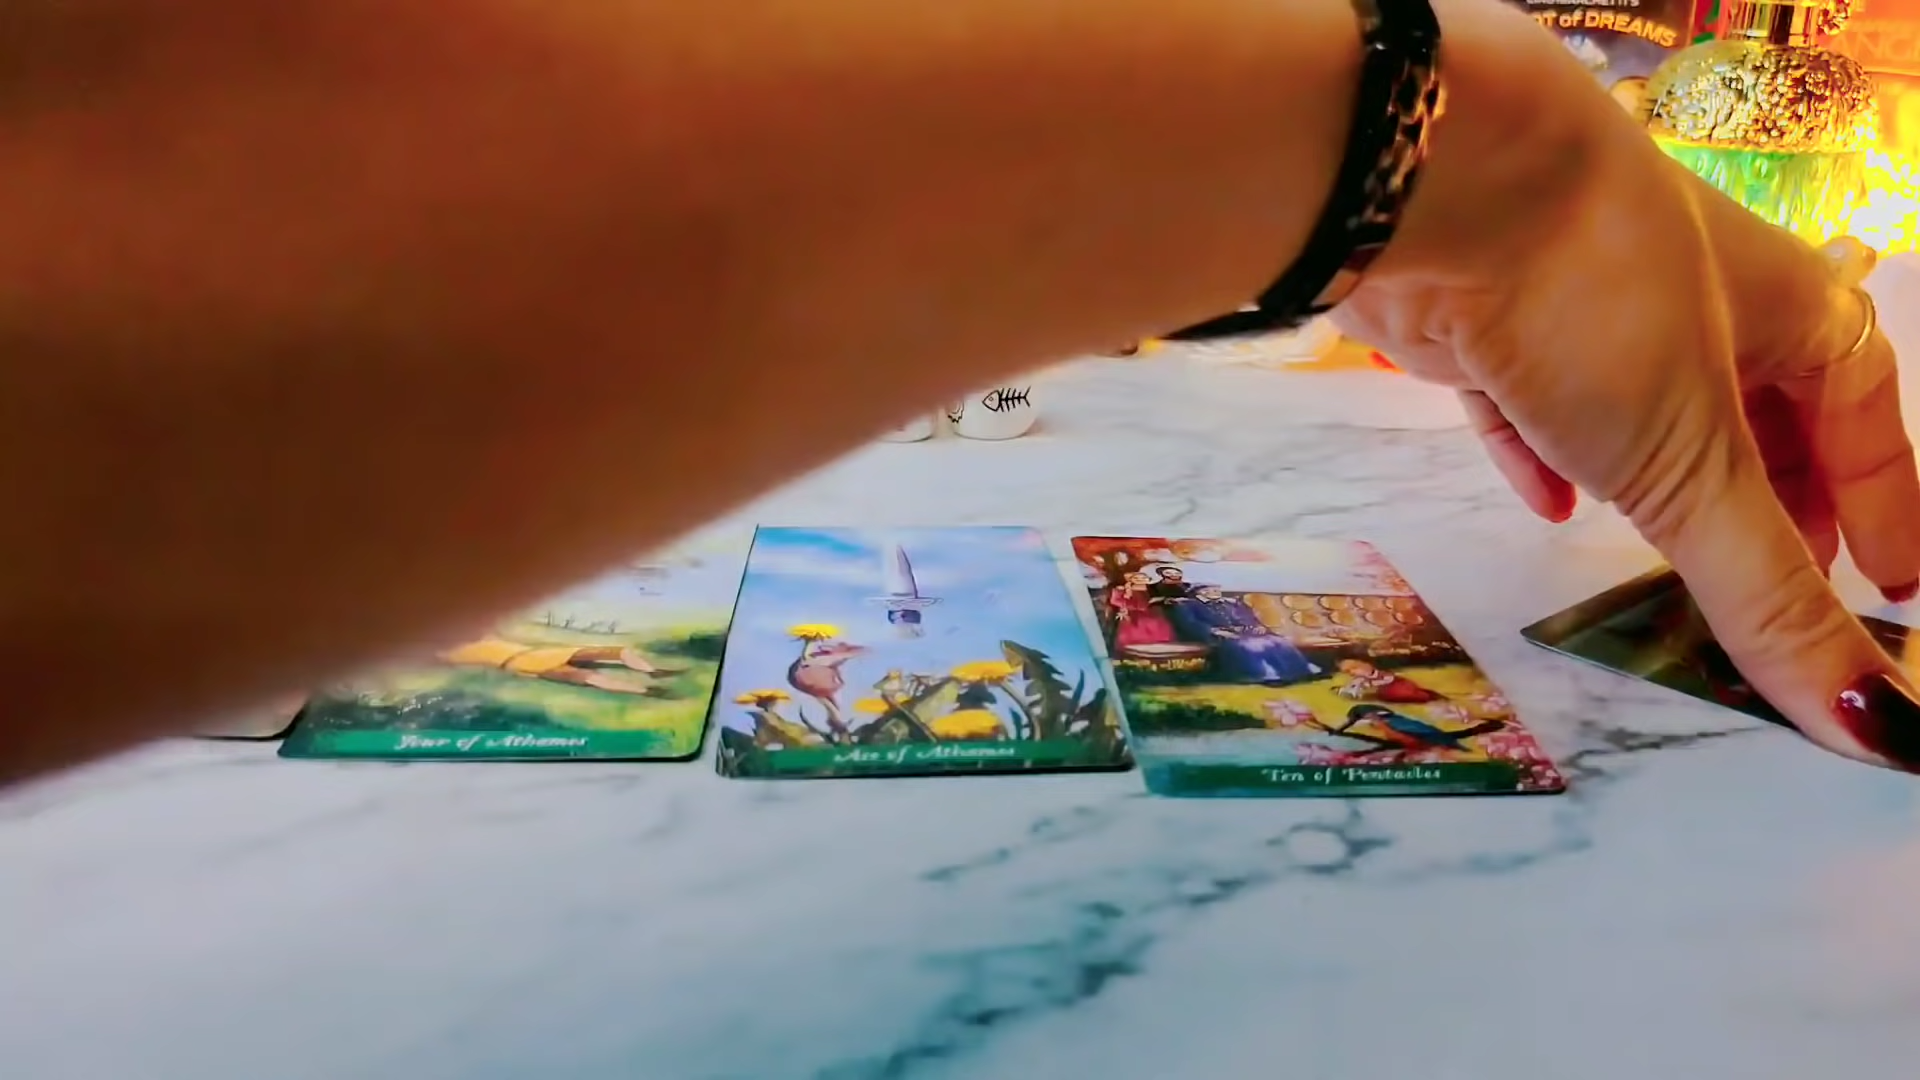 OT of DREAMS
Four of Athames
Ace of Athames
Ten of Pentacles